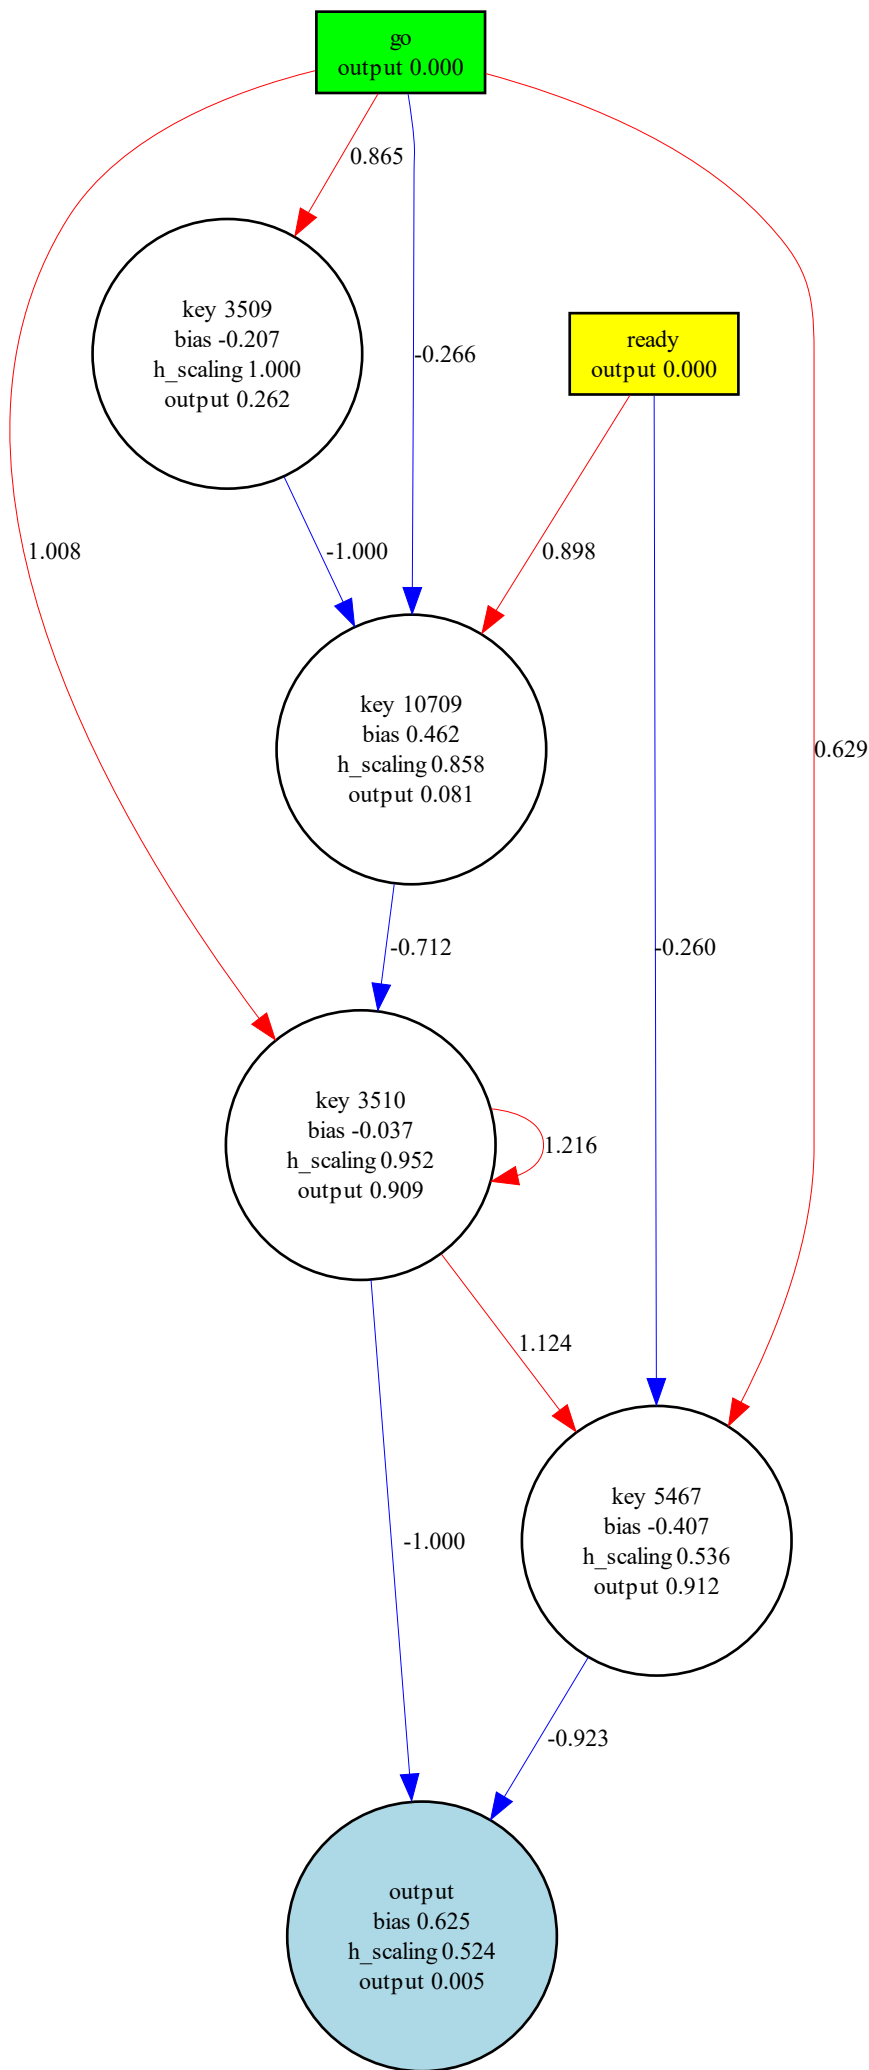 go
output 0.000
0.865
key 3509
bias -0.207
h_scaling 1.000
output 0.262
-0.266
ready
output 0.000
1.008
-1.000
0.898
key 10709
bias 0.462
h_scaling 0.858
output 0.081
0.629
-0.712
-0.260
key 3510
bias -0.037
h_scaling 0.952
output 0.909
1.216
1.124
key 5467
bias -0.407
h_scaling 0.536
output 0.912
-1.000
-0.923
output
bias 0.625
h_scaling 0.524
output 0.005